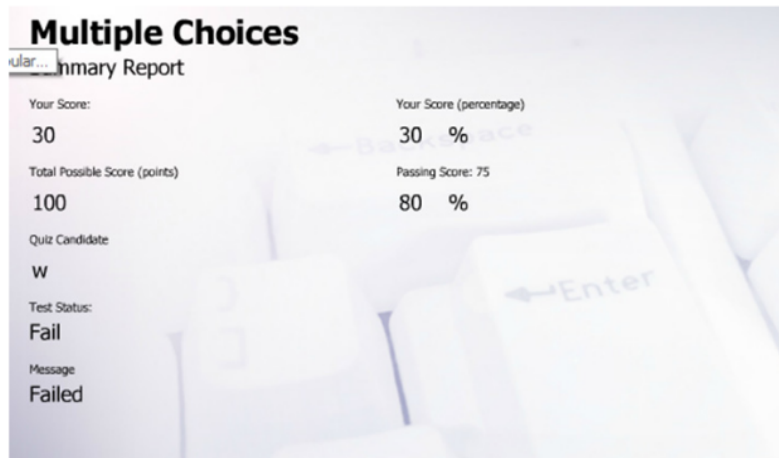 Multiple Choices
ular...
mmary Report
Your Score:
Your Score (percentage)
30
30 %
Backspace
Total Possible Score (points)
Passing Score: 75
100
80 %
Quiz Candidate
w
Enter
Test Status:
Fail
Message
Failed